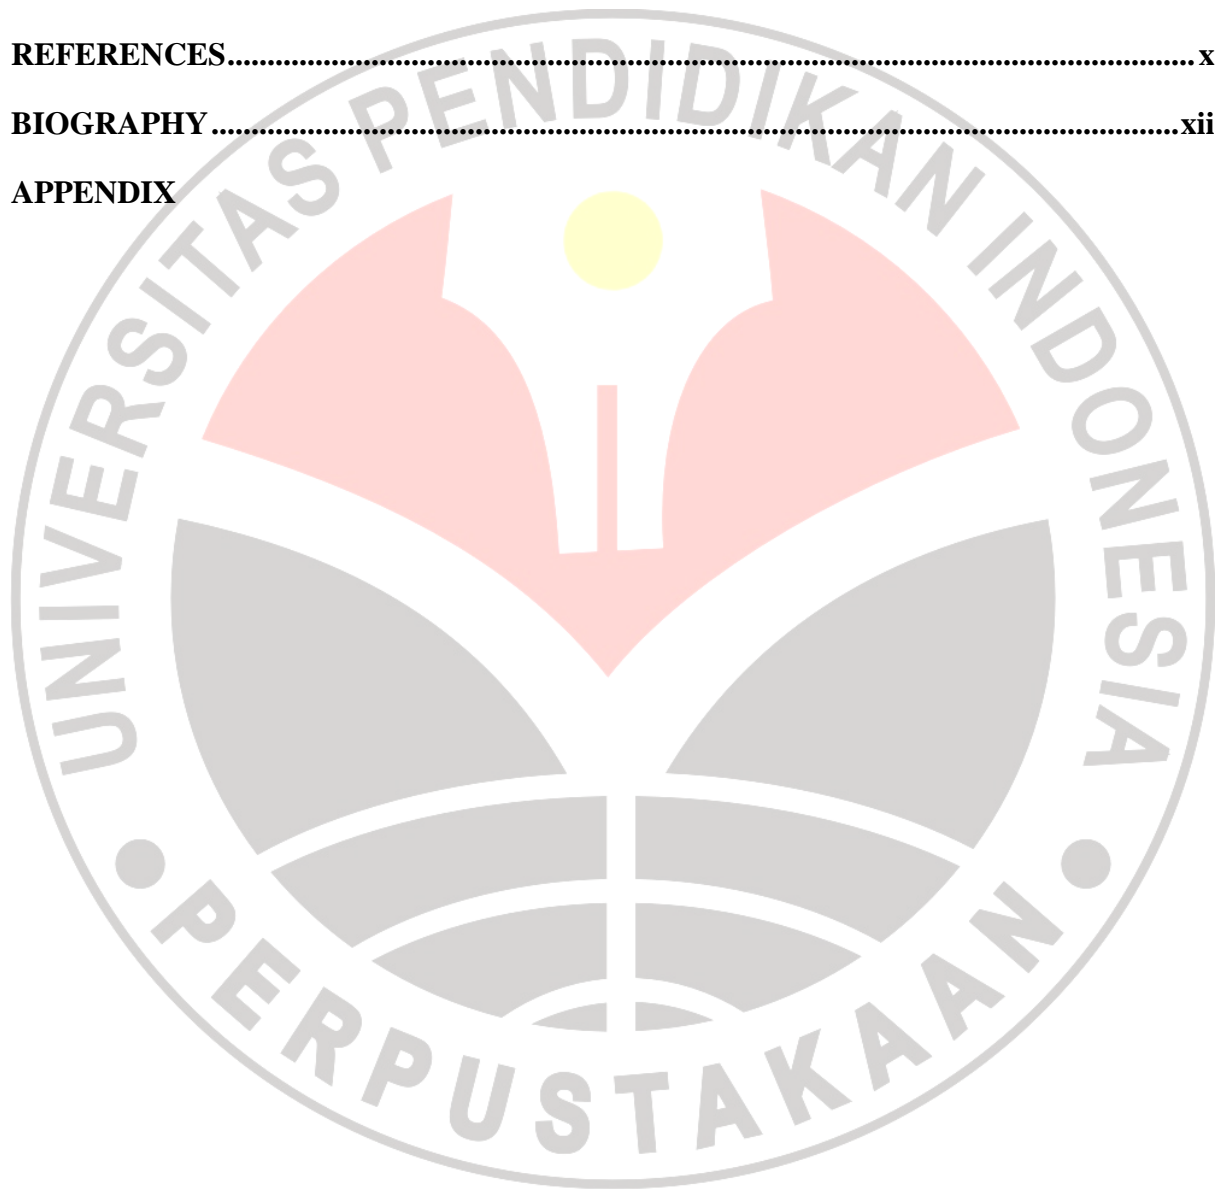 REFERENCES........................................................................................................................ x
BIOGRAPHY.........................................................................................................................xii
APPENDIX
UNIVERSITAS PENDIDIKAN INDONESIA
PERPUSTAKAAN